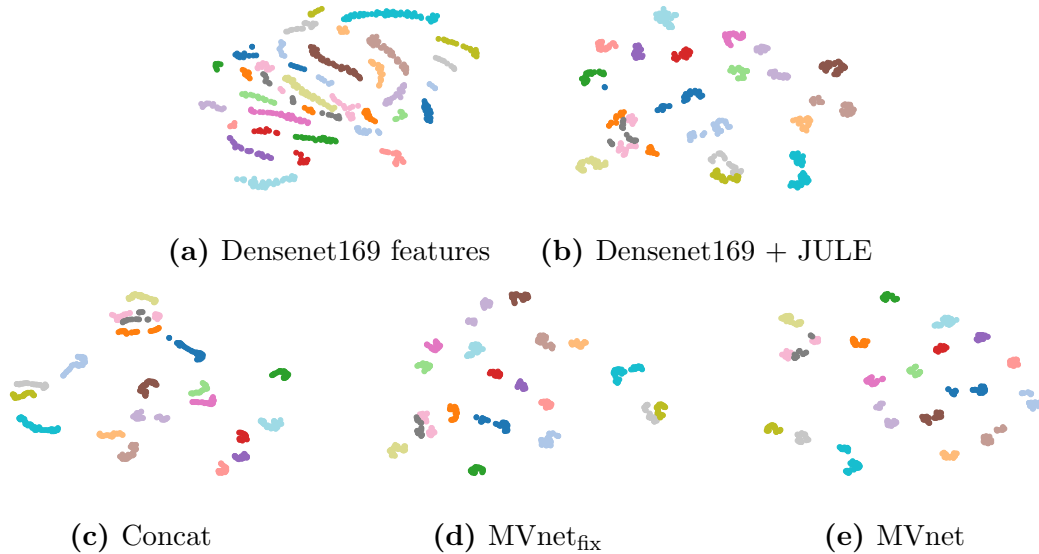 (a) Densenet169 features
(b) Densenet169 + JULE
(c) Concat
(d) MVnet_fix
(e) MVnet